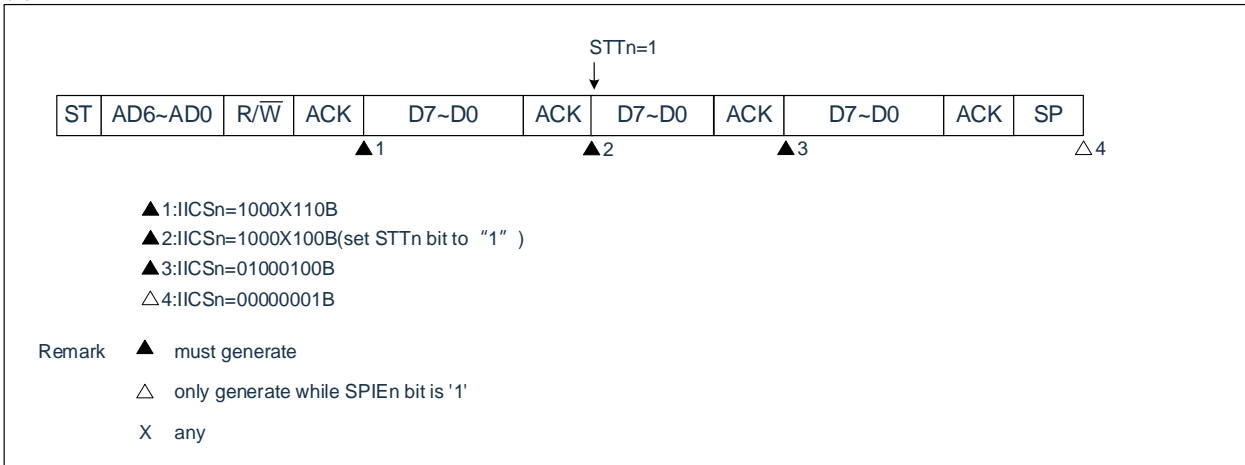 STTn=1
ST AD6~AD0 R/W̅ ACK D7~D0 ACK D7~D0 ACK D7~D0 ACK SP
▲1 ▲2 ▲3 △4
▲1:IICSn=1000X110B
▲2:IICSn=1000X100B(set STTn bit to “1” )
▲3:IICSn=01000100B
△4:IICSn=00000001B
Remark ▲ must generate
△ only generate while SPIEn bit is '1'
X any